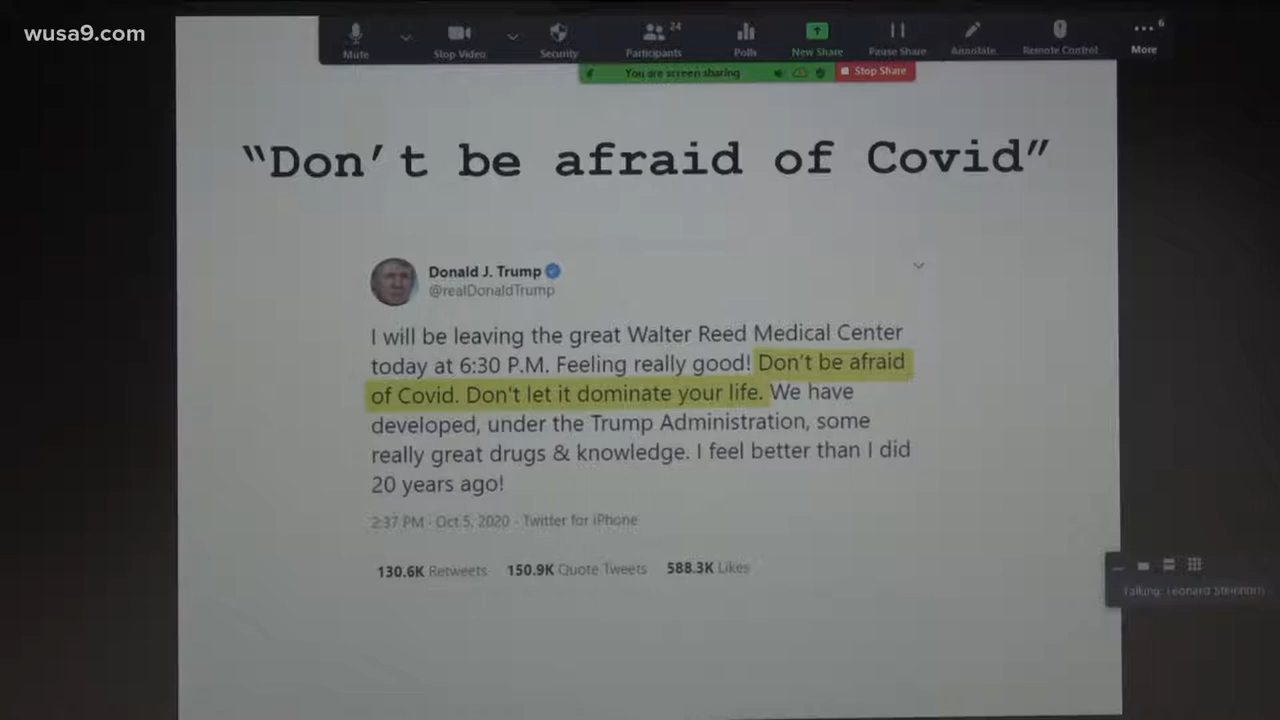 wusa9.com
Mute
Stop Video
Security
Participants
24
Polls
New Share
Pause Share
Annotate
Remote Control
6
More
You are screen sharing
Stop Share
“Don’t be afraid of Covid”
Donald J. Trump
@realDonaldTrump
I will be leaving the great Walter Reed Medical Center
today at 6:30 P.M. Feeling really good! Don’t be afraid
of Covid. Don’t let it dominate your life. We have
developed, under the Trump Administration, some
really great drugs & knowledge. I feel better than I did
20 years ago!
2:37 PM · Oct 5, 2020 · Twitter for iPhone
130.6K Retweets 150.9K Quote Tweets 588.3K Likes
Talking: Leonard Steinhorn